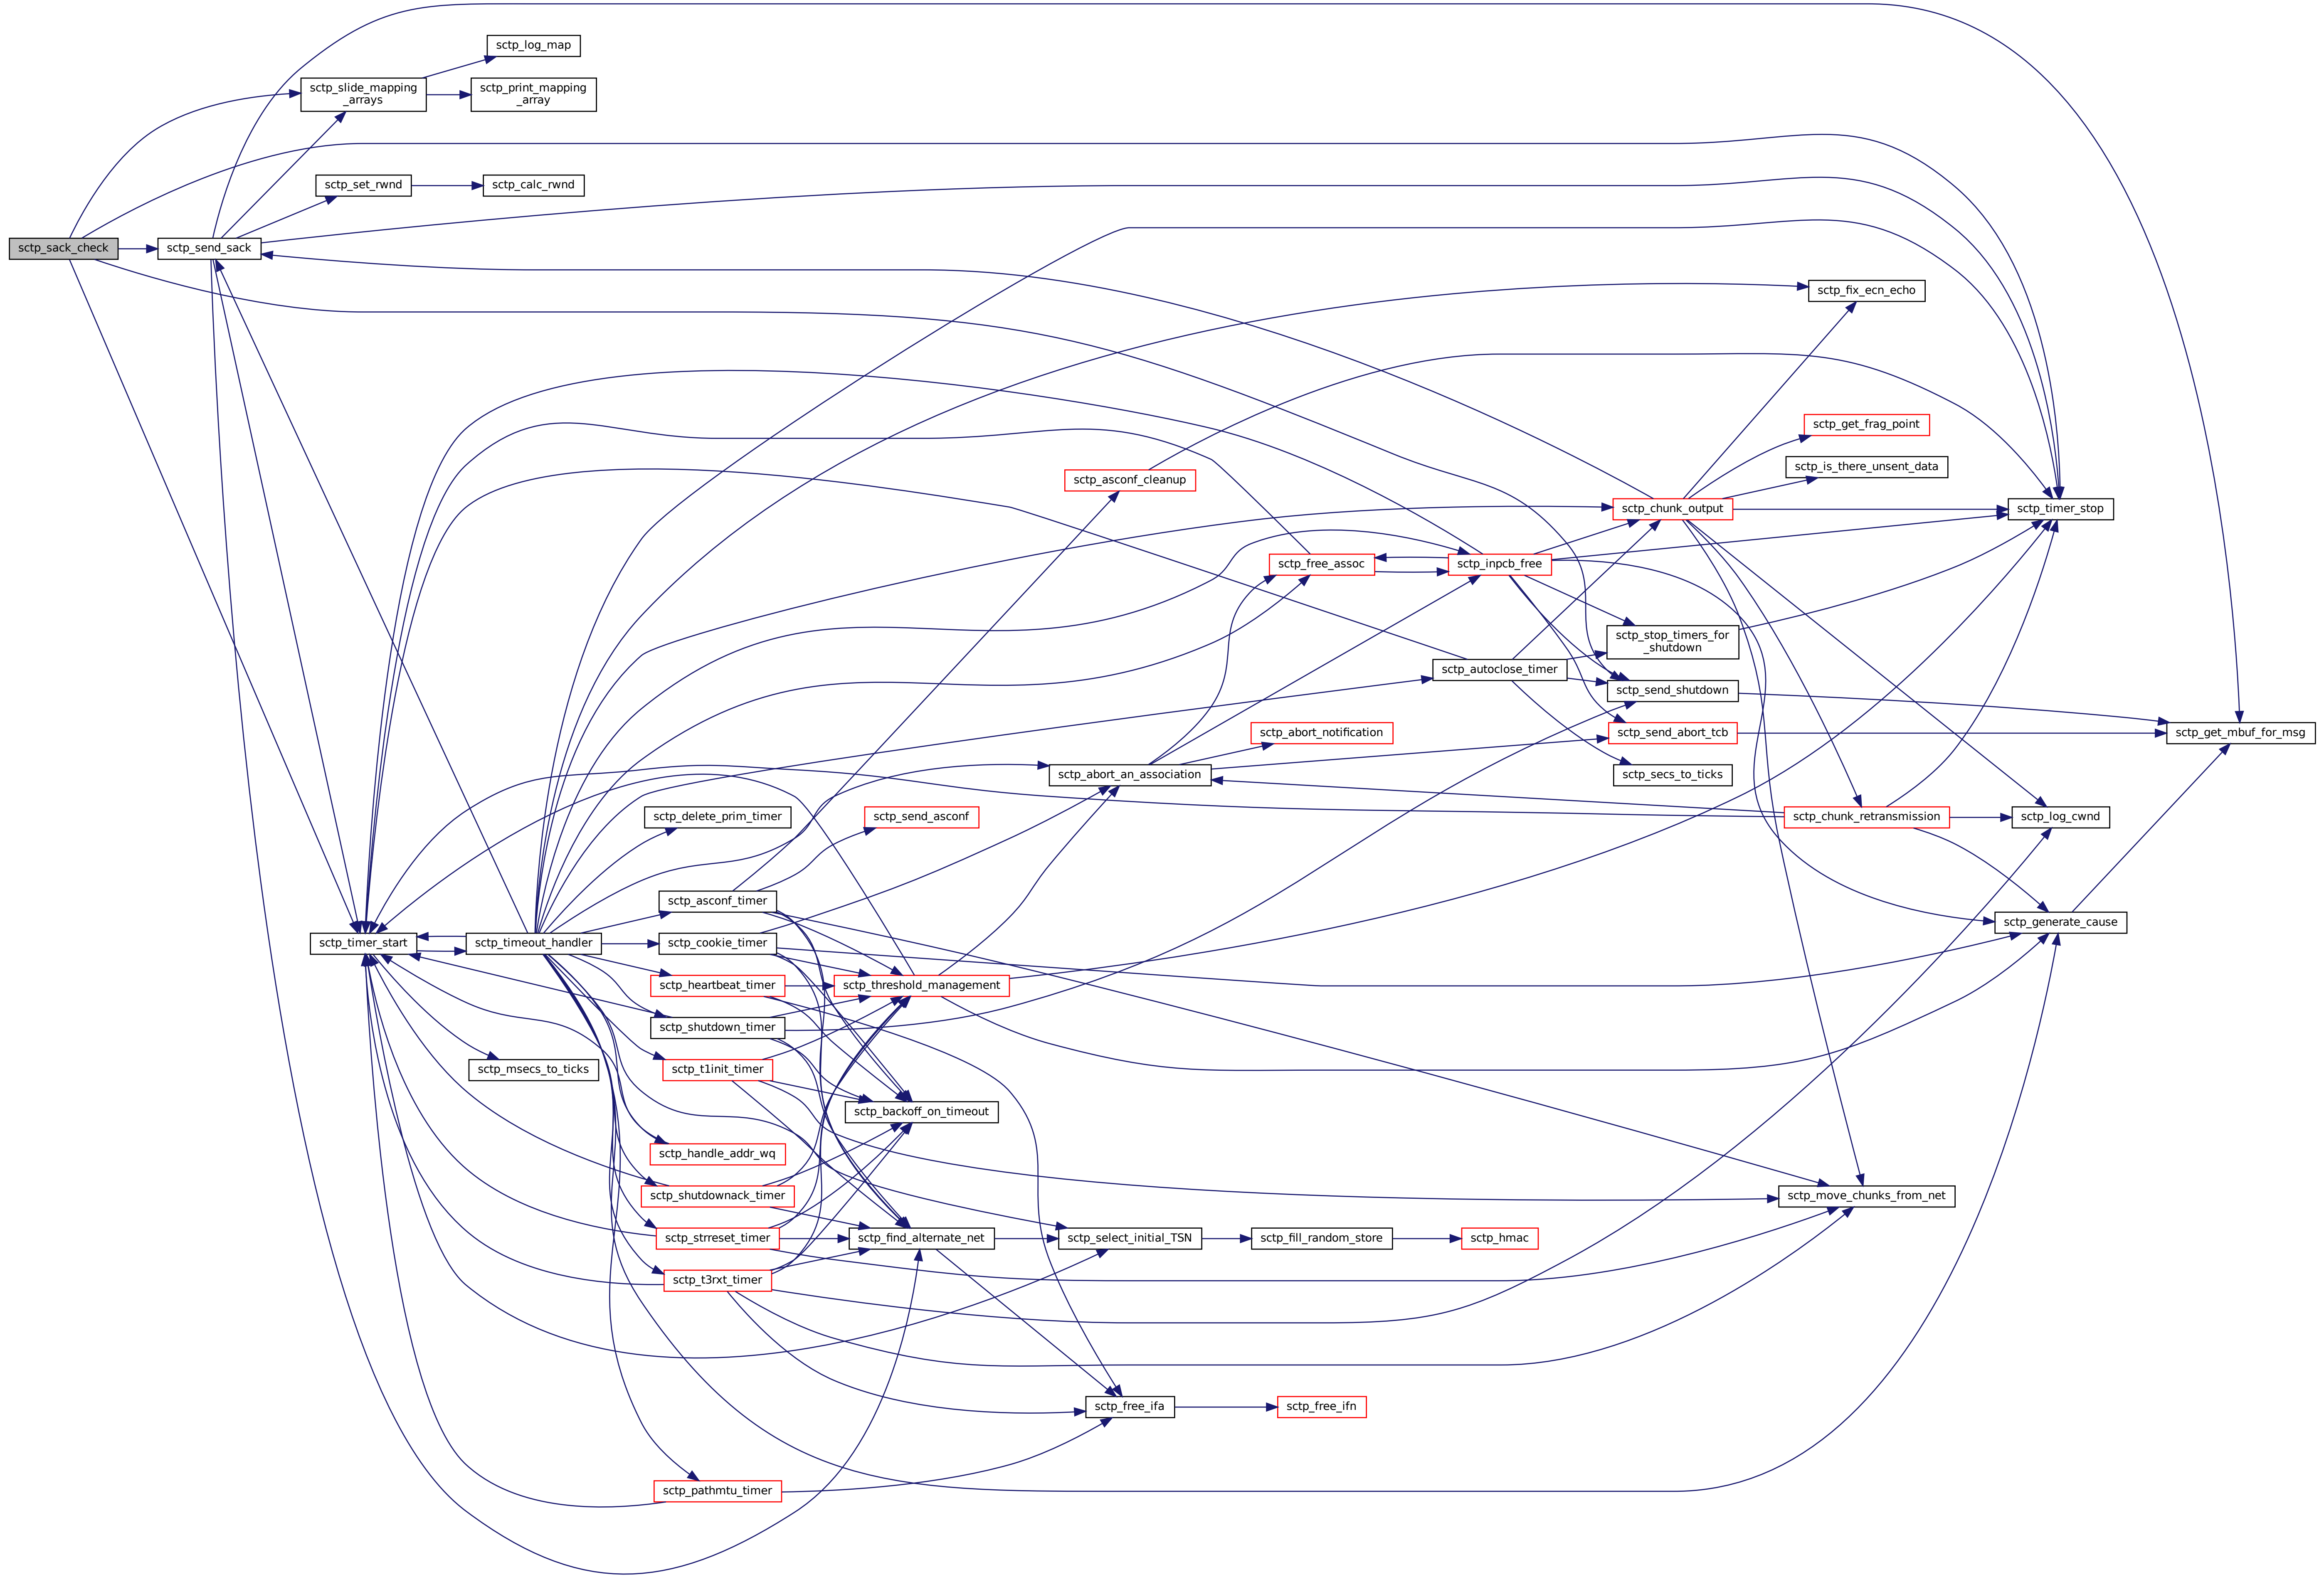 sctp_log_map
sctp_slide_mapping
_arrays
sctp_print_mapping
_array
sctp_set_rwnd
sctp_calc_rwnd
sctp_sack_check
sctp_send_sack
sctp_fix_ecn_echo
sctp_get_frag_point
sctp_is_there_unsent_data
sctp_asconf_cleanup
sctp_chunk_output
sctp_timer_stop
sctp_free_assoc
sctp_inpcb_free
sctp_stop_timers_for
_shutdown
sctp_autoclose_timer
sctp_send_shutdown
sctp_abort_notification
sctp_send_abort_tcb
sctp_get_mbuf_for_msg
sctp_abort_an_association
sctp_secs_to_ticks
sctp_delete_prim_timer
sctp_send_asconf
sctp_chunk_retransmission
sctp_log_cwnd
sctp_asconf_timer
sctp_generate_cause
sctp_timer_start
sctp_timeout_handler
sctp_cookie_timer
sctp_heartbeat_timer
sctp_threshold_management
sctp_shutdown_timer
sctp_msecs_to_ticks
sctp_t1init_timer
sctp_backoff_on_timeout
sctp_handle_addr_wq
sctp_shutdownack_timer
sctp_move_chunks_from_net
sctp_strreset_timer
sctp_find_alternate_net
sctp_select_initial_TSN
sctp_fill_random_store
sctp_hmac
sctp_t3rxt_timer
sctp_free_ifa
sctp_free_ifn
sctp_pathmtu_timer